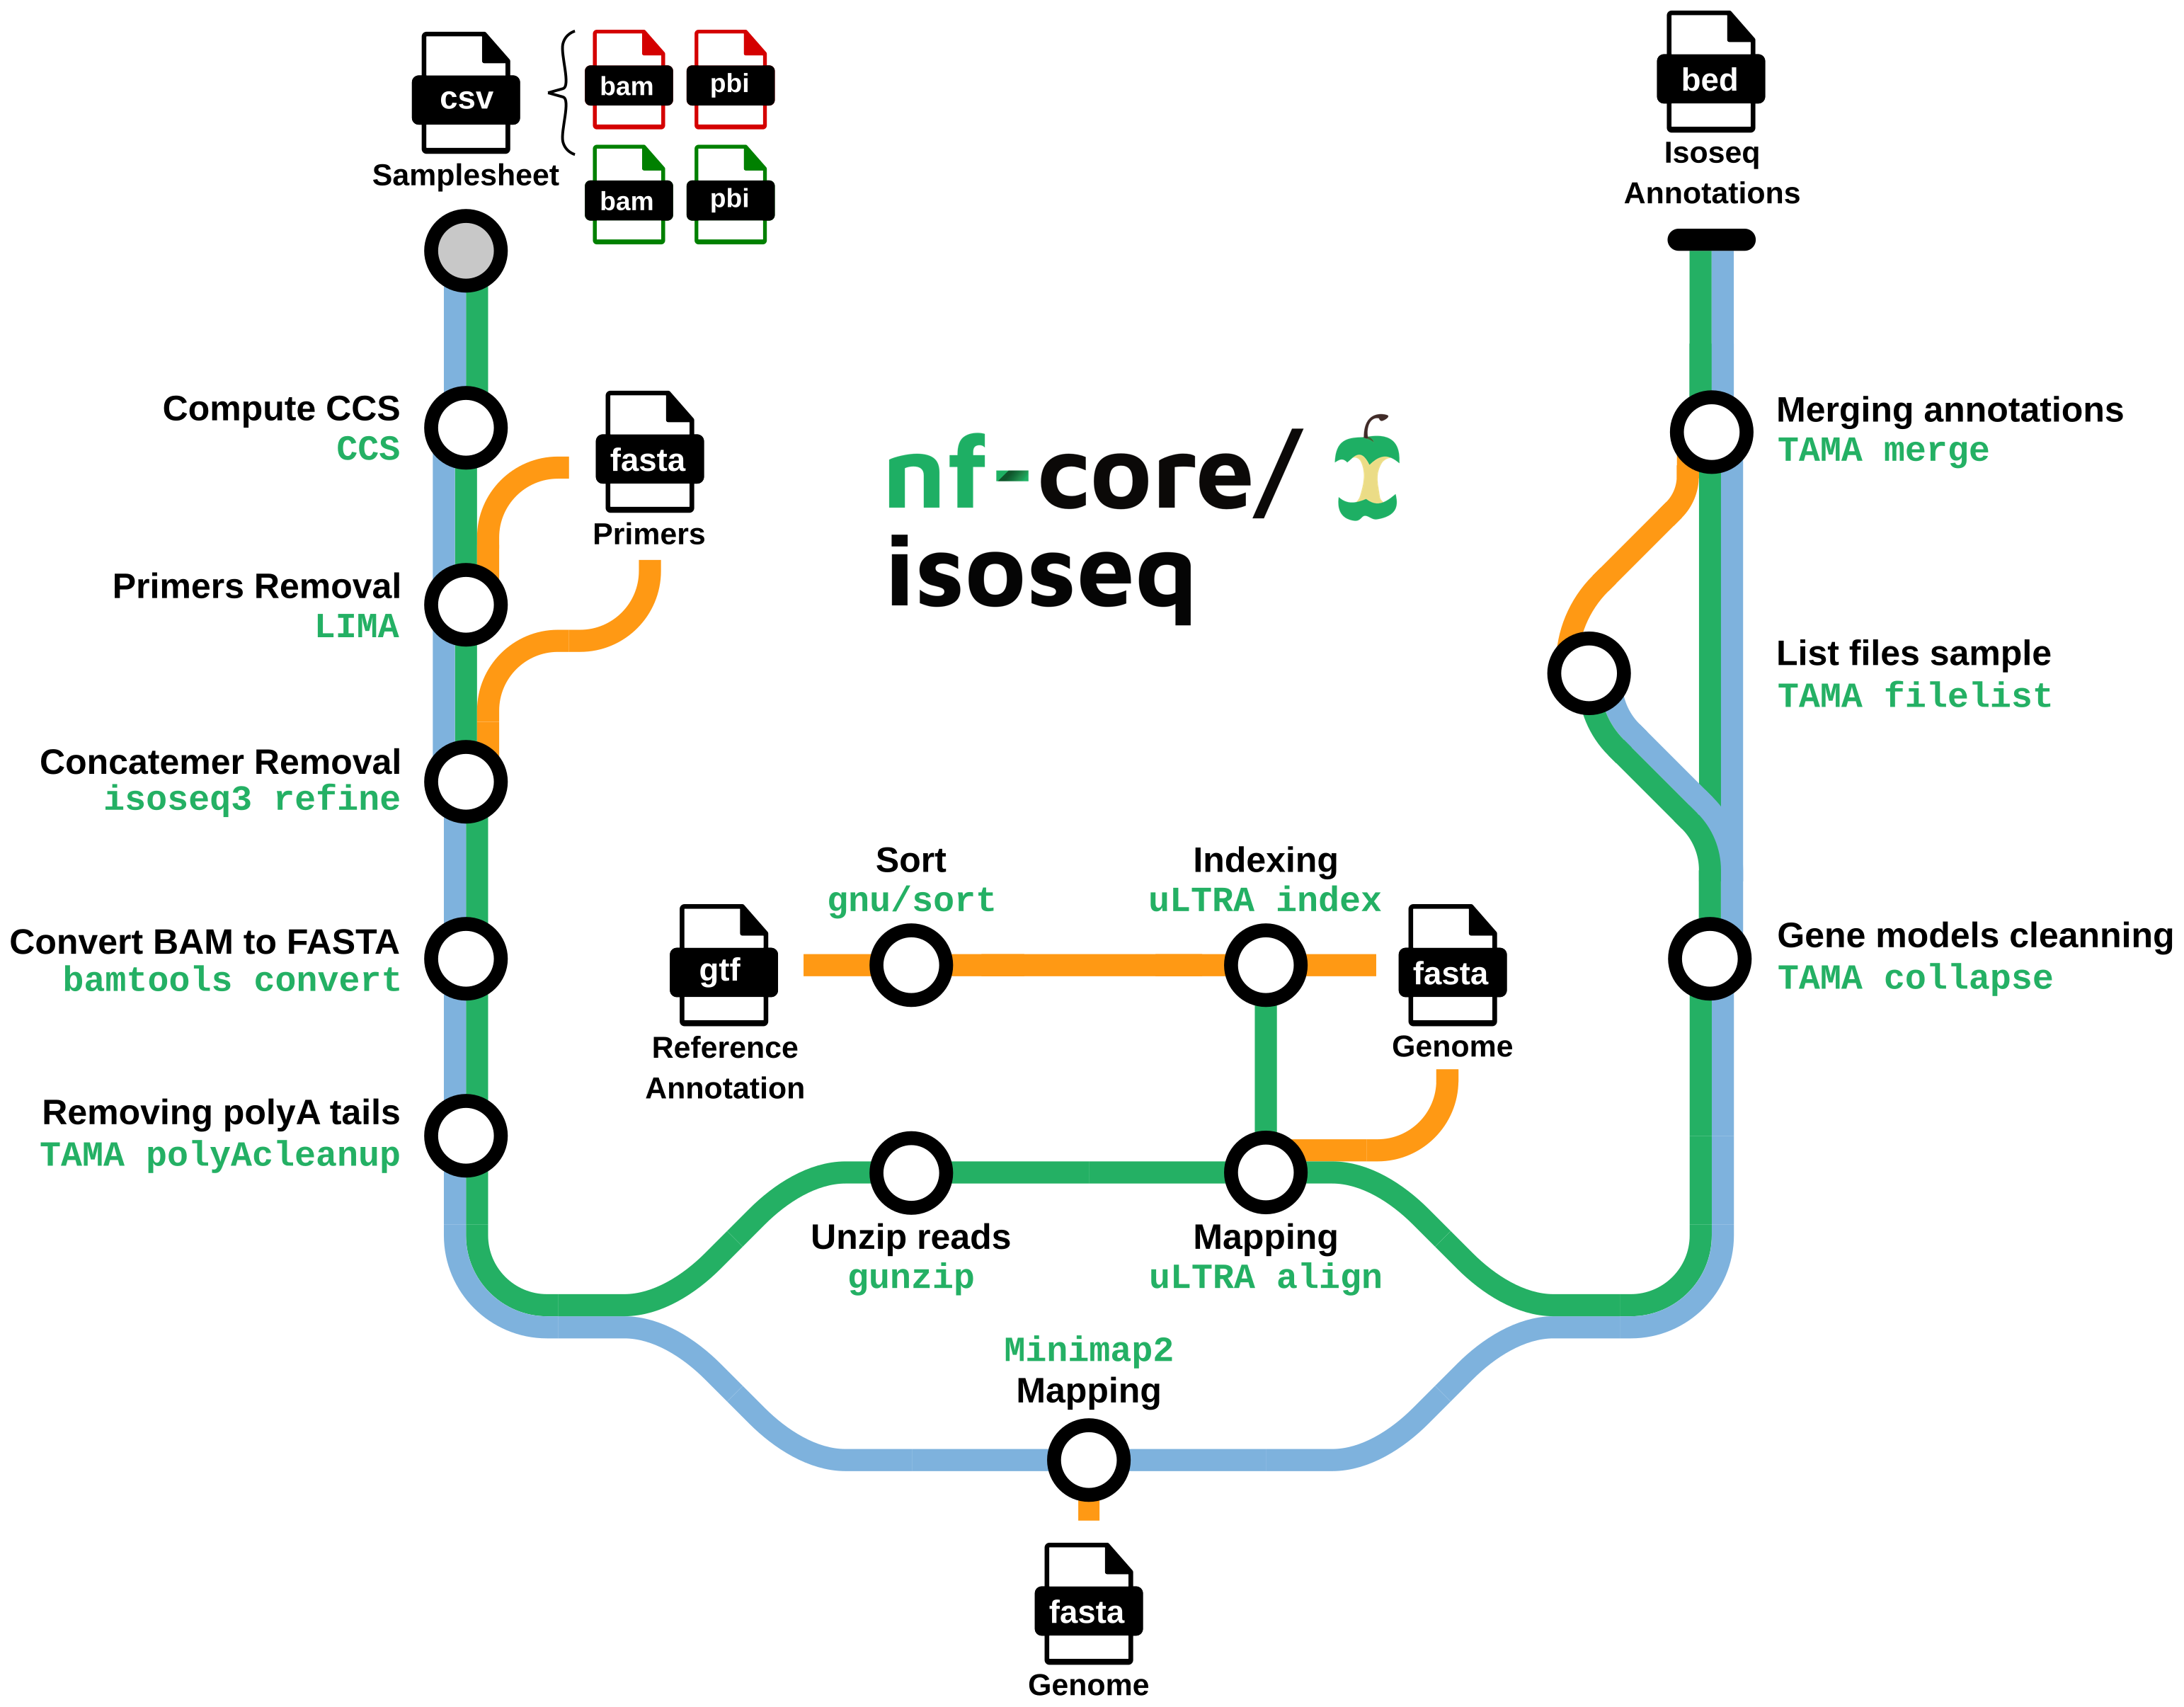 csv
Samplesheet
bam
pbi
bam
pbi
bed
Isoseq
Annotations
Compute CCS
CCS
fasta
Primers
Primers Removal
LIMA
Concatemer Removal
isoseq3 refine
Convert BAM to FASTA
bamtools convert
Removing polyA tails
TAMA polyAcleanup
nf-core/
isoseq
Sort
gnu/sort
Indexing
uLTRA index
gtf
Reference
Annotation
fasta
Genome
Unzip reads
gunzip
Mapping
uLTRA align
Minimap2
Mapping
fasta
Genome
Merging annotations
TAMA merge
List files sample
TAMA filelist
Gene models cleanning
TAMA collapse